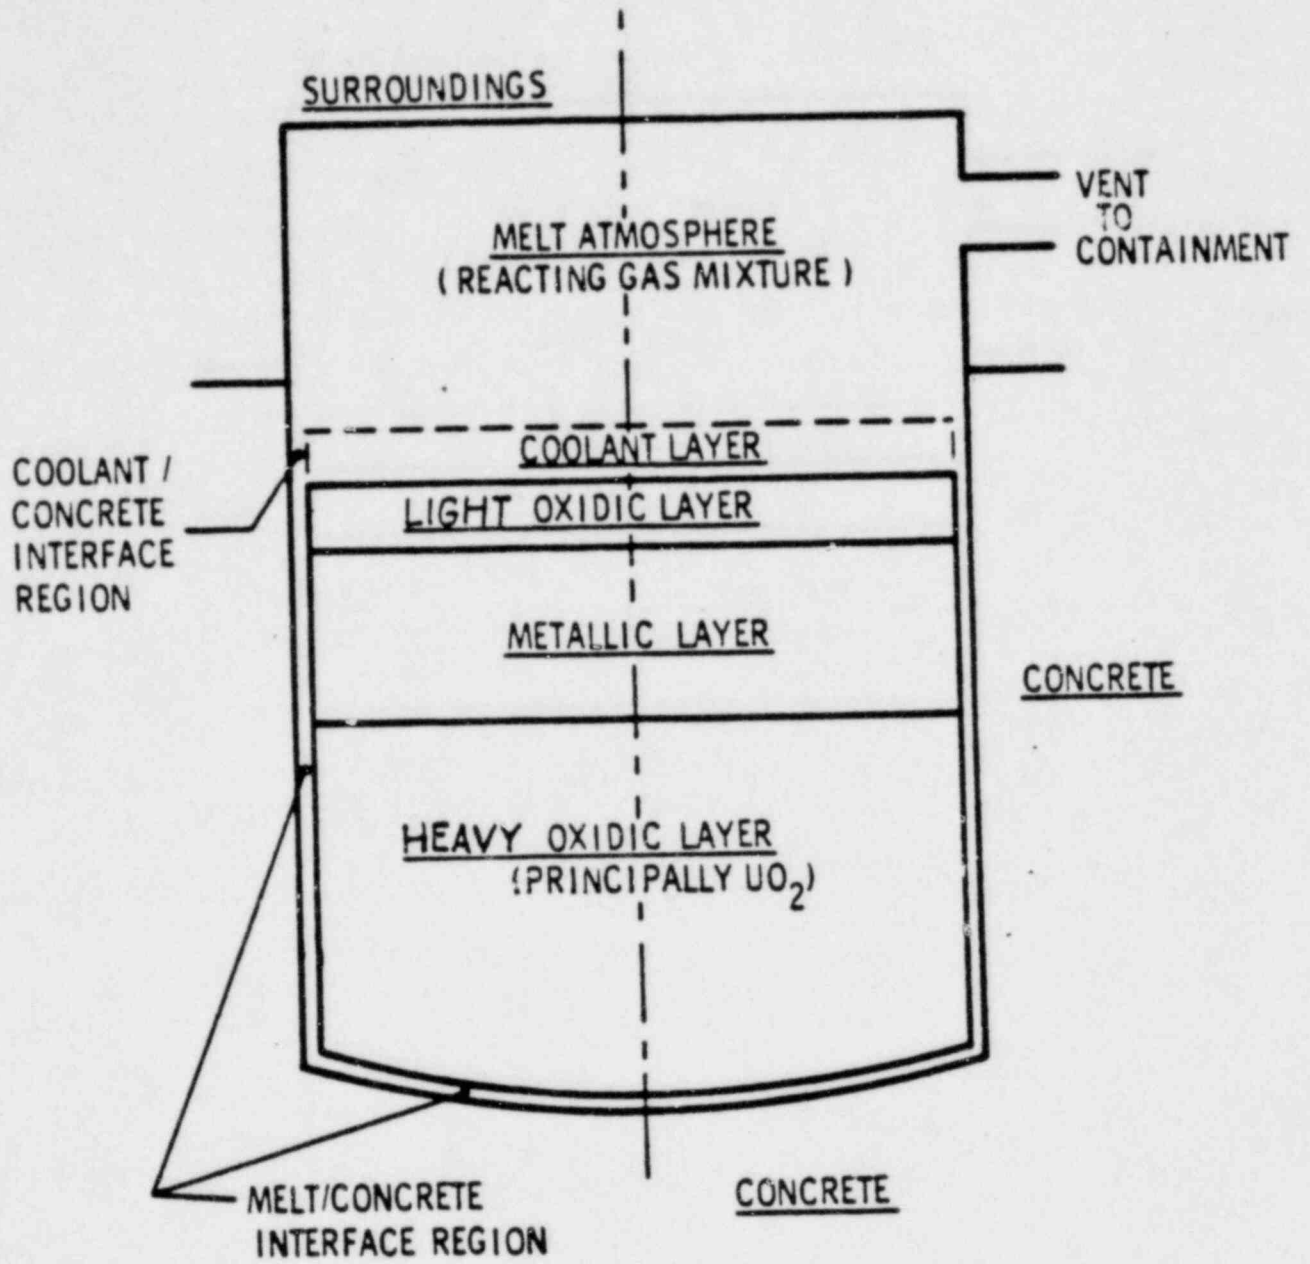 SURROUNDINGS
VENT
TO
CONTAINMENT
MELT ATMOSPHERE
(REACTING GAS MIXTURE)
COOLANT LAYER
COOLANT /
CONCRETE
INTERFACE
REGION
LIGHT OXIDIC LAYER
METALLIC LAYER
CONCRETE
HEAVY OXIDIC LAYER
(PRINCIPALLY UO₂)
MELT/CONCRETE
INTERFACE REGION
CONCRETE